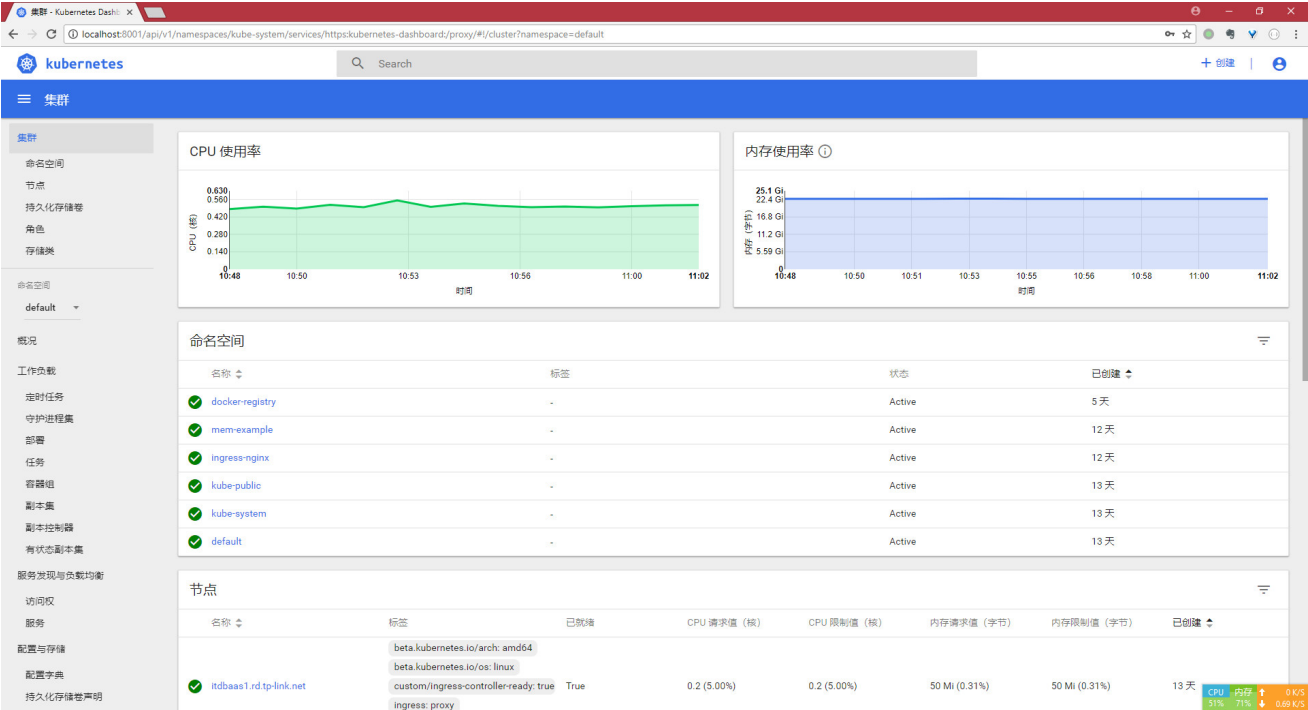 集群 - Kubernetes Dashb
localhost:8001/api/v1/namespaces/kube-system/services/https:kubernetes-dashboard:/proxy/#!/cluster?namespace=default
kubernetes
Search
+ 创建
集群
集群
命名空间
节点
持久化存储卷
角色
存储类
命名空间
default
概况
工作负载
定时任务
守护进程集
部署
任务
容器组
副本集
副本控制器
有状态副本集
服务发现与负载均衡
访问权
服务
配置与存储
配置字典
持久化存储卷声明
CPU 使用率
0.630
0.560
0.420
0.280
0.140
0
CPU (核)
10:48 10:50 10:53 10:56 11:00 11:02
时间
内存使用率
25.1 Gi
22.4 Gi
16.8 Gi
11.2 Gi
5.59 Gi
0
内存 (字节)
10:48 10:50 10:51 10:53 10:55 10:56 10:58 11:00 11:02
时间
命名空间
名称 标签 状态 已创建
docker-registry - Active 5 天
mem-example - Active 12 天
ingress-nginx - Active 12 天
kube-public - Active 13 天
kube-system - Active 13 天
default - Active 13 天
节点
名称 标签 已就绪 CPU 请求值 (核) CPU 限制值 (核) 内存请求值 (字节) 内存限制值 (字节) 已创建
beta.kubernetes.io/arch: amd64
beta.kubernetes.io/os: linux
itdbaas1.rd.tp-link.net custom/ingress-controller-ready: true True 0.2 (5.00%) 0.2 (5.00%) 50 Mi (0.31%) 50 Mi (0.31%) 13 天
ingress: proxy
CPU 内存 0 K/S
51% 71% 0.69 K/S